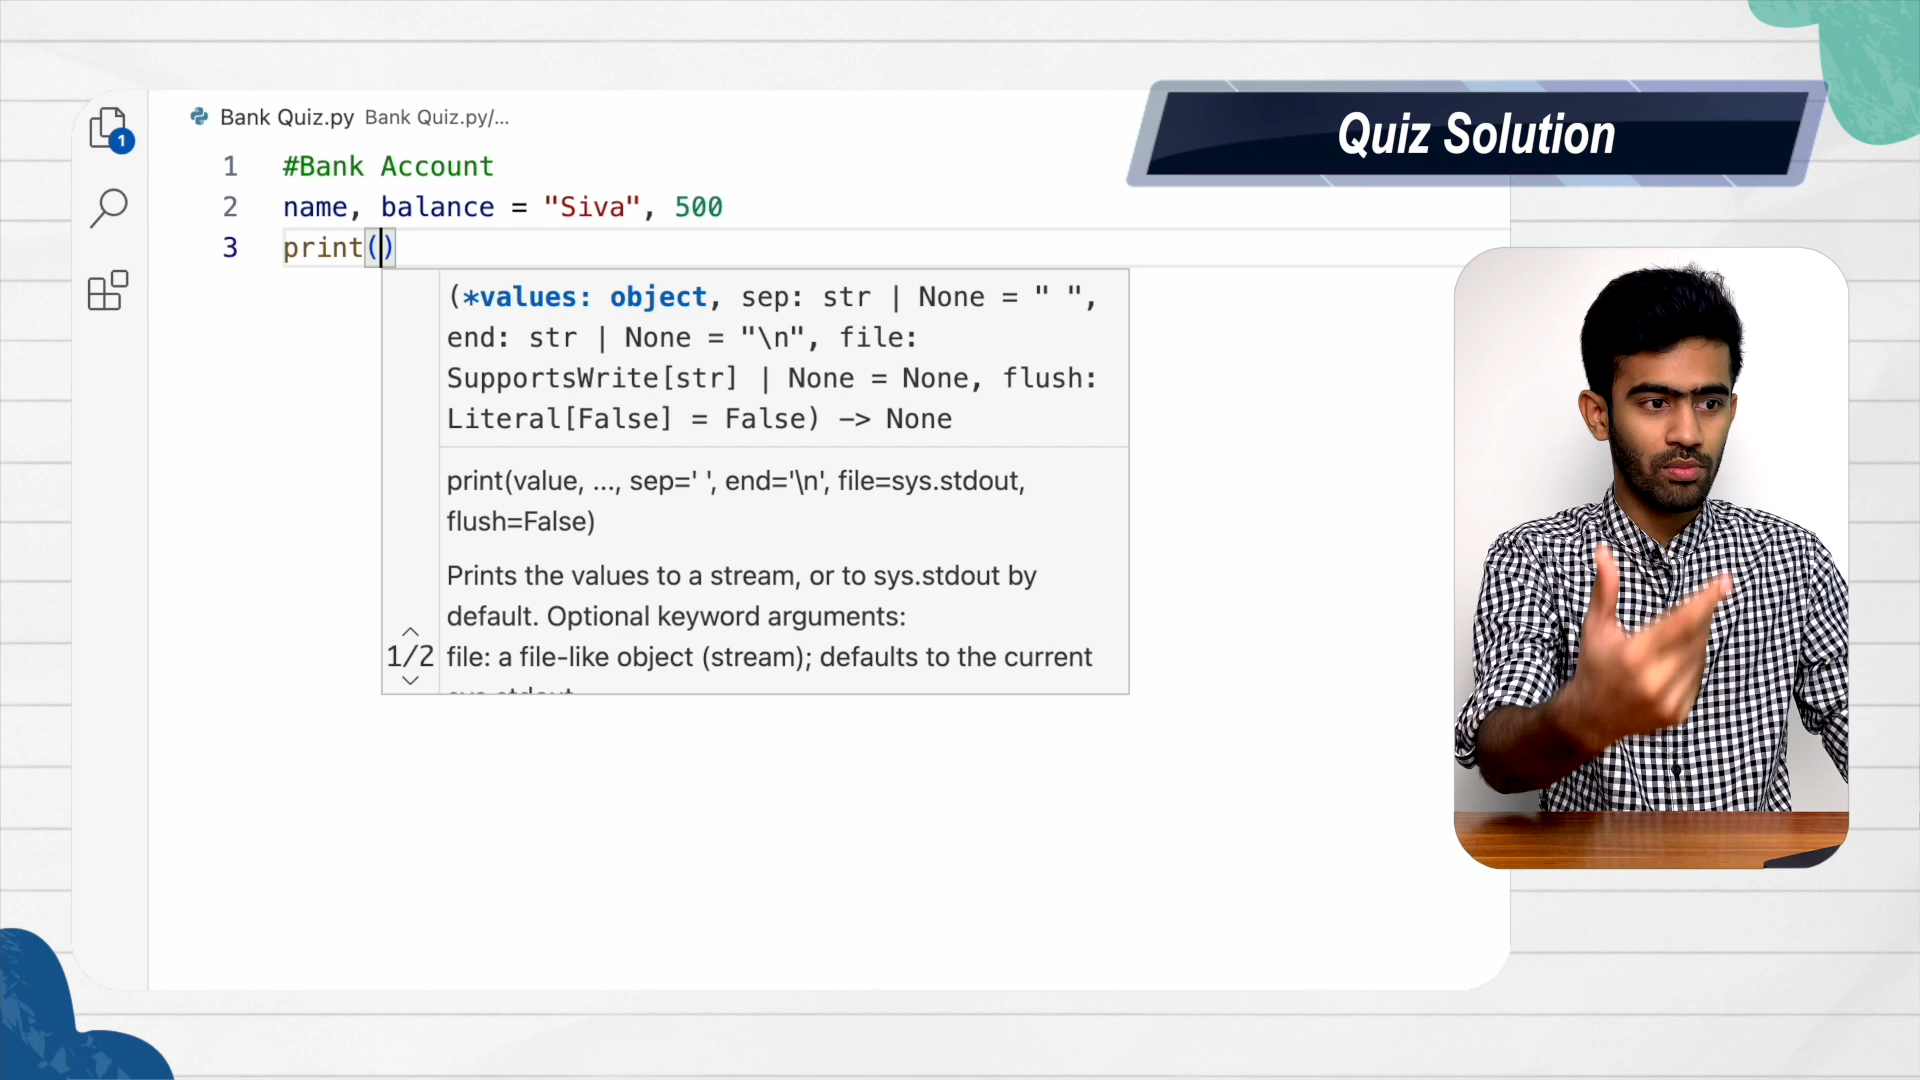 Quiz Solution
1
Bank Quiz.py Bank Quiz.py/...
1 #Bank Account
2 name, balance = "Siva", 500
3 print()
(*values: object, sep: str | None = " ",
end: str | None = "\n", file:
SupportsWrite[str] | None = None, flush:
Literal[False] = False) -> None
print(value, ..., sep=' ', end='\n', file=sys.stdout,
flush=False)
Prints the values to a stream, or to sys.stdout by
default. Optional keyword arguments:
1/2 file: a file-like object (stream); defaults to the current